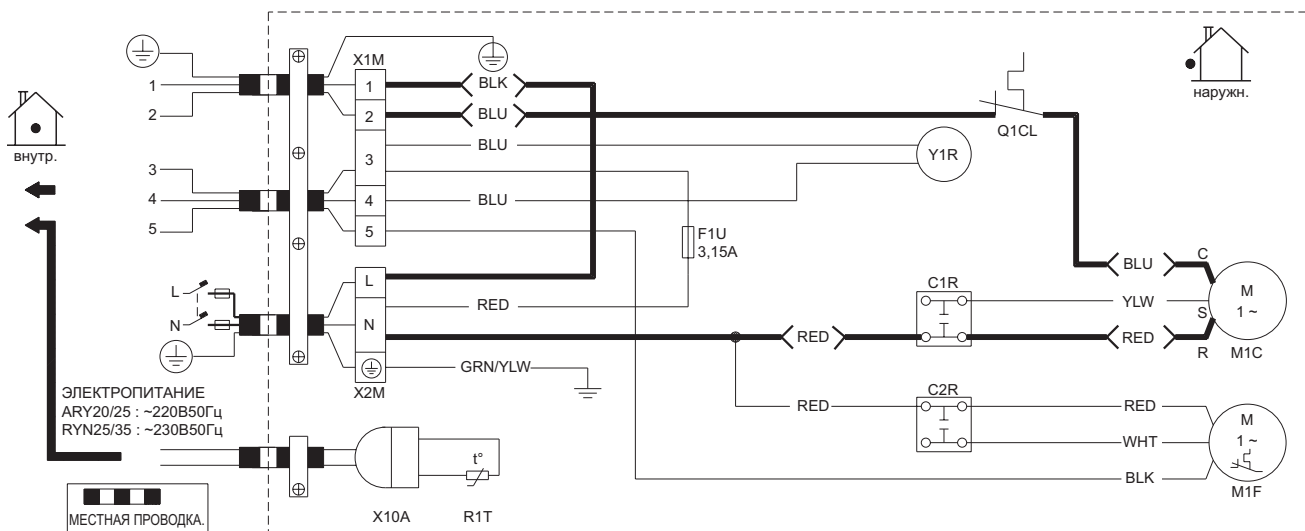 X1M
1
BLK
1
2
BLU
2
Q1CL
наружн.
внутр.
BLU
Y1R
3
3
4
BLU
4
5
5
F1U
3,15A
BLU
C
L
L
C1R
M
1 ~
YLW
RED
S
N
N
RED
RED
R
M1C
GRN/YLW
X2M
ЭЛЕКТРОПИТАНИЕ
ARY20/25 : ~220В50Гц
RYN25/35 : ~230В50Гц
C2R
RED
RED
M
1 ~
WHT
t°
BLK
M1F
X10A
R1T
МЕСТНАЯ ПРОВОДКА.